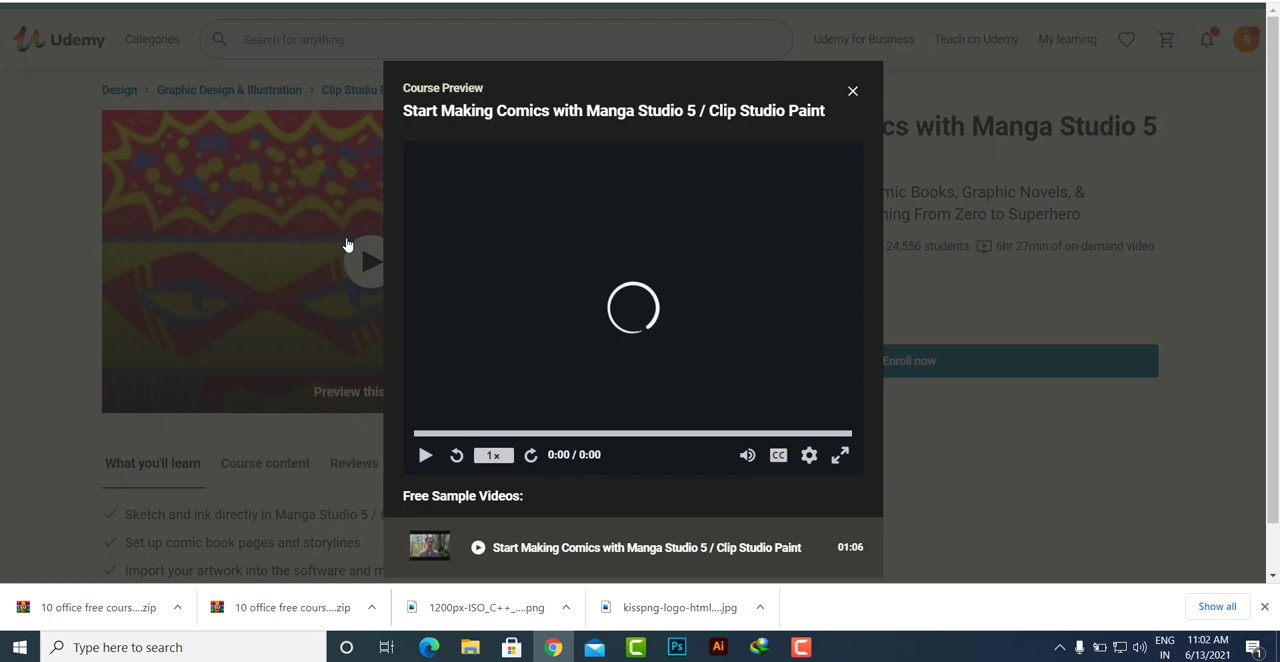 Udemy
Categories
Search for anything
Udemy for Business
Teach on Udemy
My learning
S
Design > Graphic Design & Illustration > Clip Studio
Course Preview
Start Making Comics with Manga Studio 5 / Clip Studio Paint
cs with Manga Studio 5
mic Books, Graphic Novels, &
ning From Zero to Superhero
24,556 students
6hr 27min of on-demand video
Enroll now
Preview this
1×
0:00 / 0:00
CC
What you'll learn
Course content
Reviews
Free Sample Videos:
Sketch and ink directly in Manga Studio 5 /
Set up comic book pages and storylines.
Import your artwork into the software and m
Start Making Comics with Manga Studio 5 / Clip Studio Paint
01:06
10 office free cours....zip
10 office free cours....zip
1200px-ISO_C++_....png
kisspng-logo-html....jpg
Show all
Type here to search
Ps
Ai
ENG
IN
11:02 AM
6/13/2021
1